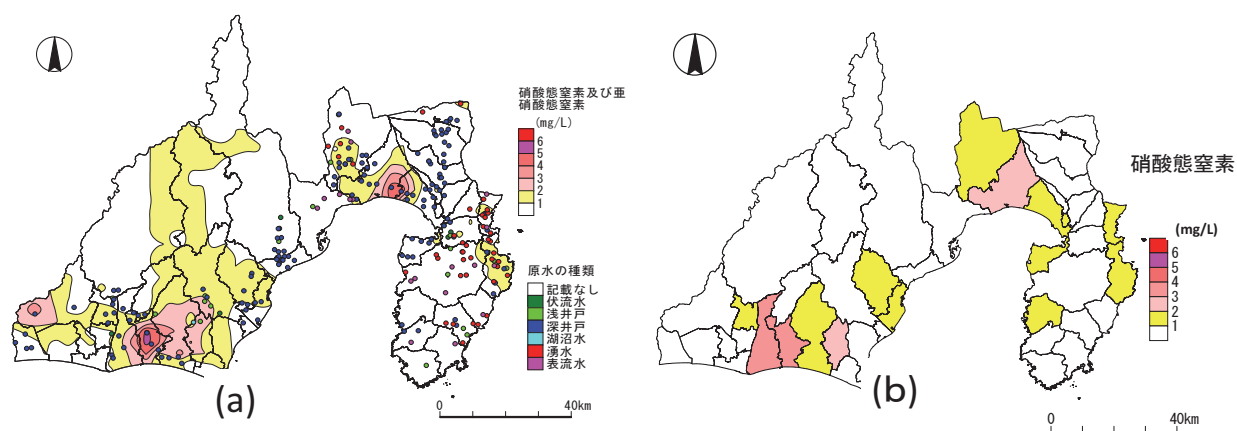 硝酸態窒素及び亜
硝酸態窒素
(mg/L)
6
5
4
3
2
1
原水の種類
記載なし
伏流水
浅井戸
深井戸
湖沼水
湧水
表流水
(a)
0 40km
硝酸態窒素
(mg/L)
6
5
4
3
2
1
(b)
0 40km